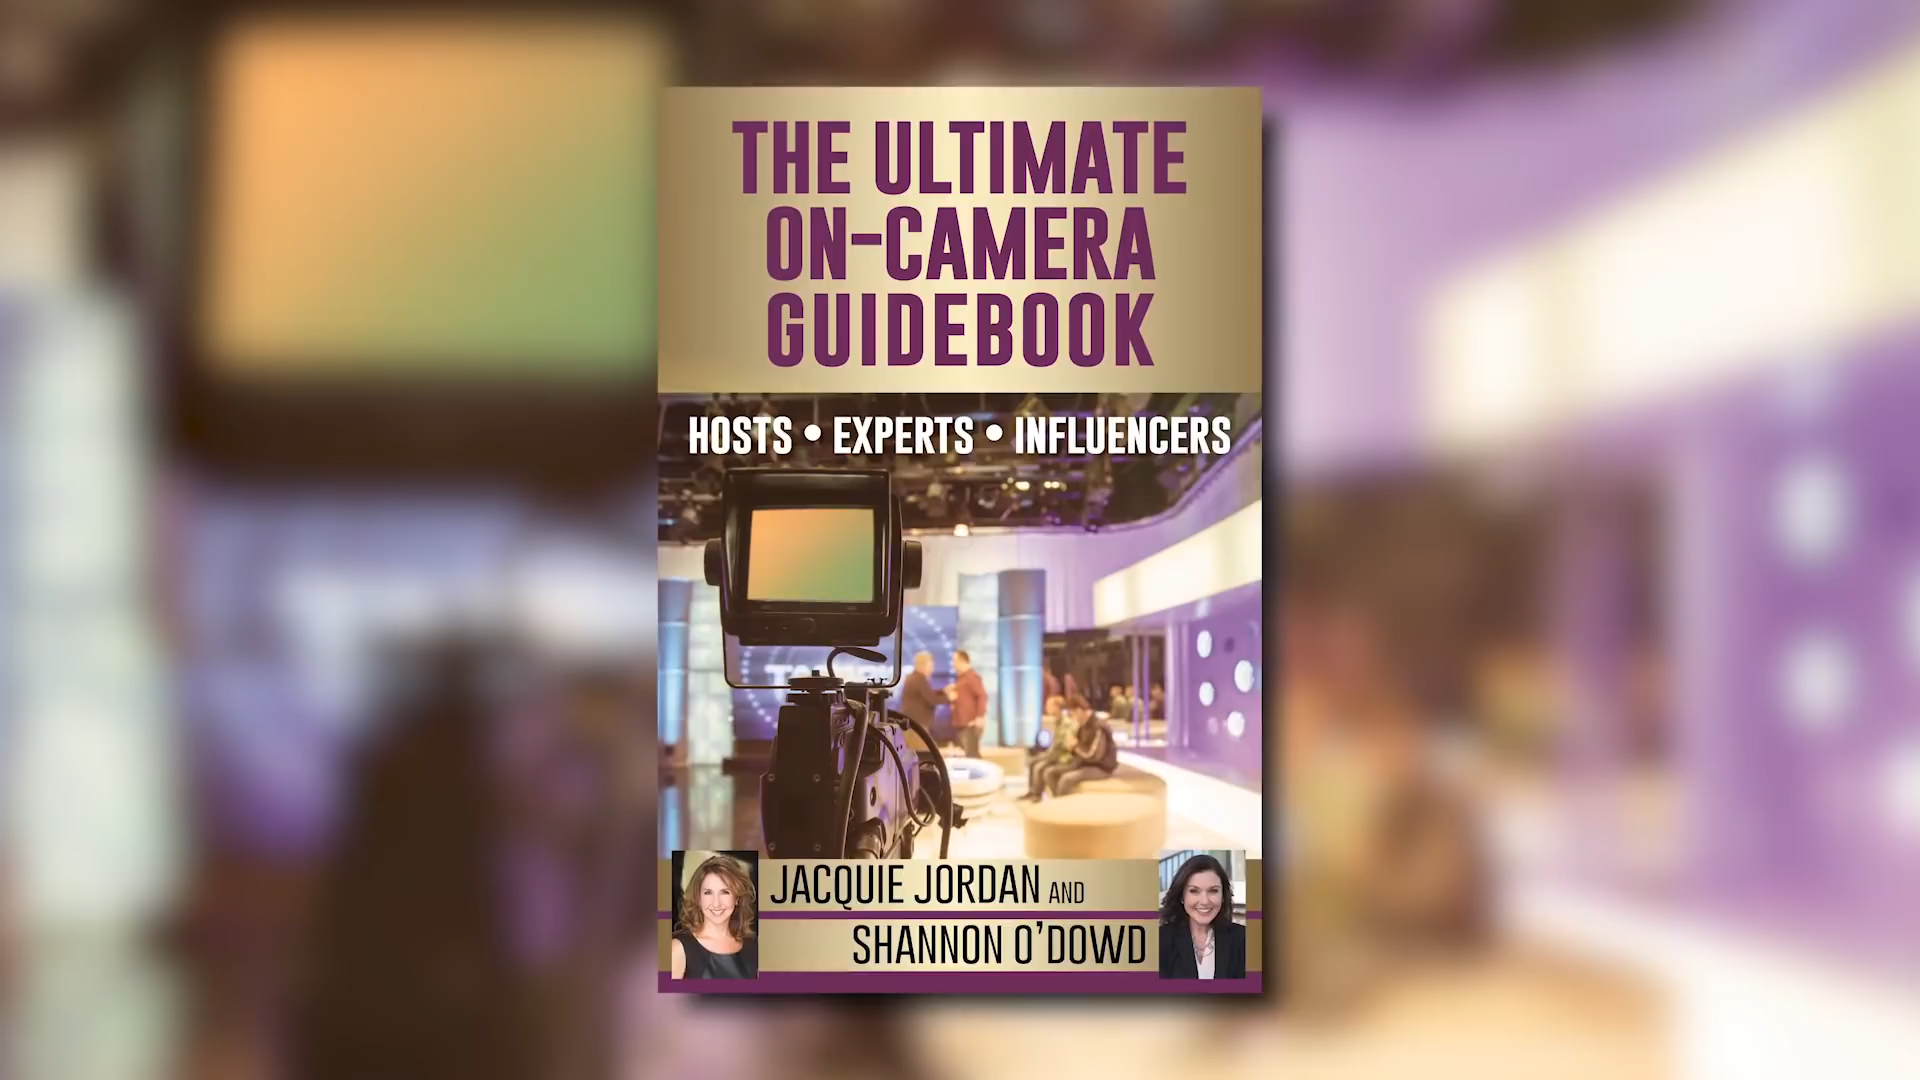 THE ULTIMATE
ON-CAMERA
GUIDEBOOK
HOSTS • EXPERTS • INFLUENCERS
JACQUIE JORDAN AND
SHANNON O'DOWD